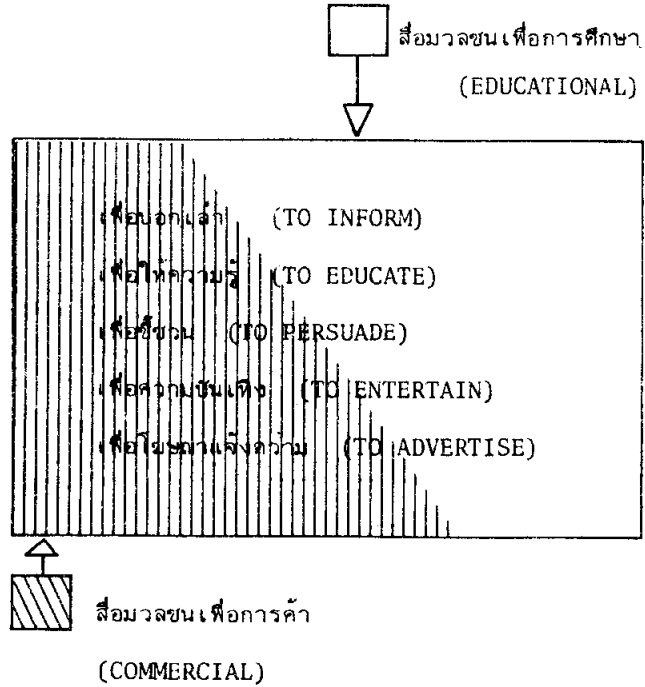 สื่อมวลชนเพื่อการศึกษา
(EDUCATIONAL)
เพื่อบอกเล่า (TO INFORM)
เพื่อให้ความรู้ (TO EDUCATE)
เพื่อชี้ชวน (TO PERSUADE)
เพื่อความบันเทิง (TO ENTERTAIN)
เพื่อโฆษณาแจ้งความ (TO ADVERTISE)
สื่อมวลชนเพื่อการค้า
(COMMERCIAL)